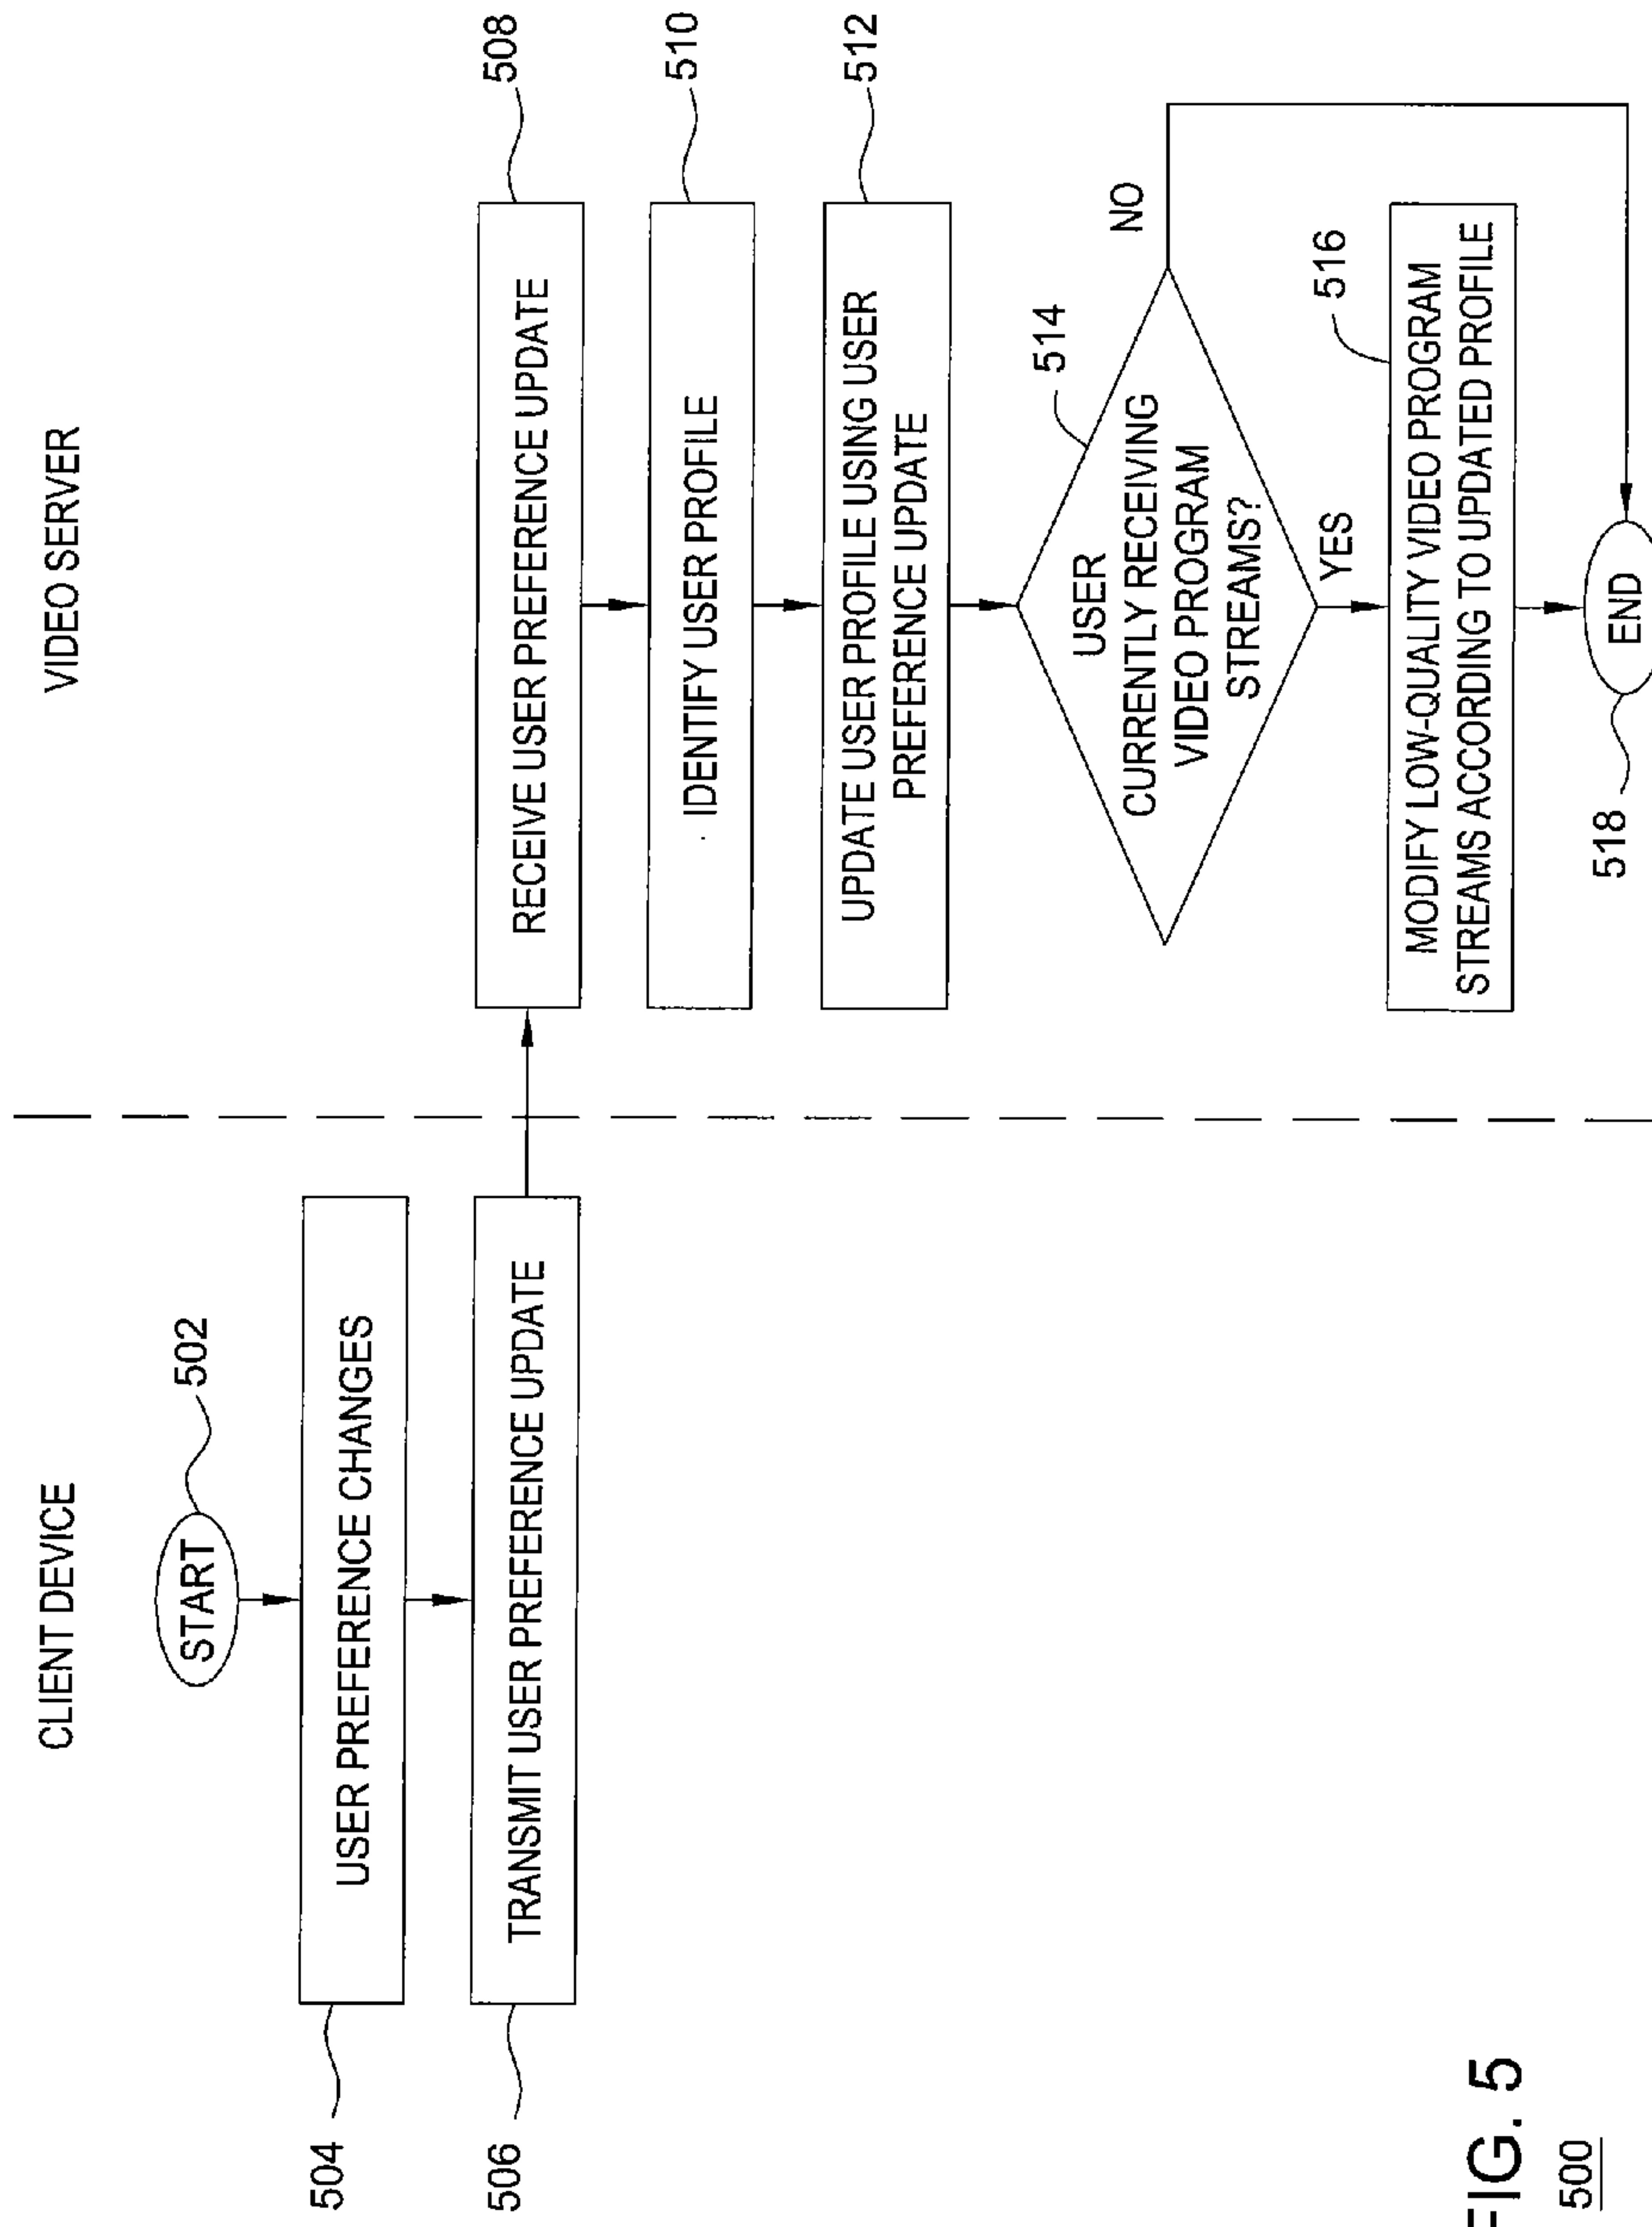 CLIENT DEVICE
VIDEO SERVER
START
502
504
USER PREFERENCE CHANGES
506
TRANSMIT USER PREFERENCE UPDATE
RECEIVE USER PREFERENCE UPDATE
508
IDENTIFY USER PROFILE
510
UPDATE USER PROFILE USING USER
PREFERENCE UPDATE
512
514
USER
CURRENTLY RECEIVING
VIDEO PROGRAM
STREAMS?
NO
YES
516
MODIFY LOW-QUALITY VIDEO PROGRAM
STREAMS ACCORDING TO UPDATED PROFILE
518
END
FIG. 5
500